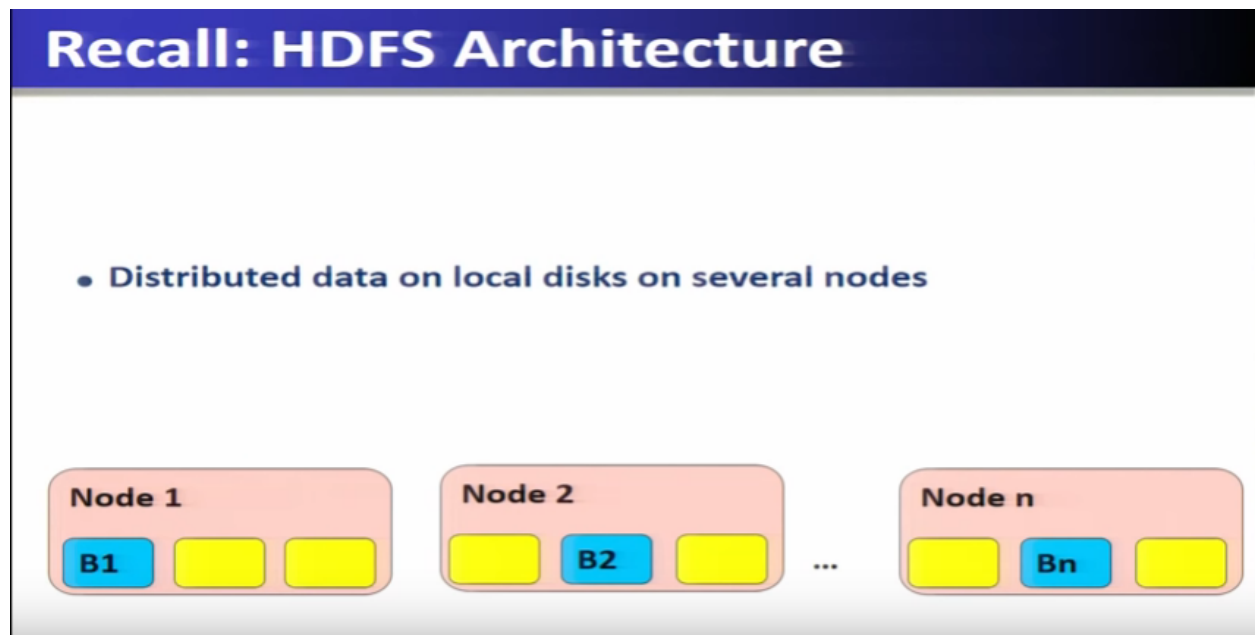 Recall: HDFS Architecture
• Distributed data on local disks on several nodes
Node 1
B1
Node 2
B2
...
Node n
Bn